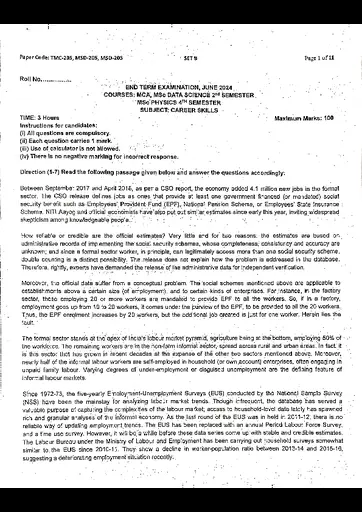 Paper Code: TMC-205, MSD-205, MSO-205 SET B Page 1 of 18
Roll No...............
END TERM EXAMINATION, JUNE 2024
COURSES: MCA, MSc DATA SCIENCE 2ND SEMESTER
MSc PHYSICS 4TH SEMESTER
SUBJECT: CAREER SKILLS
TIME: 3 Hours Maximum Marks: 100
Instructions for candidates:
(i) All questions are compulsory.
(ii) Each question carries 1 mark.
(iii) Use of calculator is not allowed.
(iv) There is no negative marking for incorrect response.
Direction (1-7) Read the following passage given below and answer the questions accordingly:
Between September 2017 and April 2018, as per a CSO report, the economy added 4.1 million new jobs in the formal
sector. The CSO release defines jobs as ones that provide at least one government financed (or mandated) social
security benefit such as Employees' Provident Fund (EPF), National Pension Scheme, or Employees' State Insurance
Scheme. NITI Aayog and official economists have also put out similar estimates since early this year, inviting widespread
skepticism among knowledgeable people.
How reliable or credible are the official estimates? Very little and for two reasons: the estimates are based on
administrative records of implementing the social security schemes, whose completeness, consistency and accuracy are
unknown; and since a formal sector worker, in principle, can legitimately access more than one social security scheme,
double counting is a distinct possibility. The release does not explain how the problem is addressed in the database.
Therefore, rightly, experts have demanded the release of the administrative data for independent verification.
Moreover, the official data suffer from a conceptual problem. The social schemes mentioned above are applicable to
establishments above a certain size (of employment), and to certain kinds of enterprises. For instance, in the factory
sector, those employing 20 or more workers are mandated to provide EPF to all the workers. So, if in a factory,
employment goes up from 19 to 20 workers, it comes under the purview of the EPF, to be provided to all the 20 workers.
Thus, the EPF enrolment increases by 20 workers, but the additional job created is just for one worker. Herein lies the
fault.
The formal sector stands at the apex of India's labour market pyramid, agriculture being at the bottom, employing 50% of
the workforce. The remaining workers are in the non-farm informal sector, spread across rural and urban areas. In fact, it
is this sector that has grown in recent decades at the expense of the other two sectors mentioned above. Moreover,
nearly half of the informal labour workers are self-employed in household (or own account) enterprises, often engaging in
unpaid family labour. Varying degrees of under-employment or disguised unemployment are the defining feature of
informal labour markets.
Since 1972-73, the five-yearly Employment-Unemployment Surveys (EUS) conducted by the National Sample Survey
(NSS) have been the mainstay for analyzing labour market trends. Though infrequent, the database has served a
valuable purpose of capturing the complexities of the labour market; access to household-level data lately has spawned
rich and granular analyses of the informal economy. As the last round of the EUS was in held in 2011-12, there is no
reliable way of updating employment trends. The EUS has been replaced with an annual Period Labour Force Survey,
and a time use survey. However, it will be a while before these data series come up with stable and credible estimates.
The Labour Bureau under the Ministry of Labour and Employment has been carrying out household surveys somewhat
similar to the EUS since 2010-11. They show a decline in worker-population ratio between 2013-14 and 2015-16,
suggesting a deteriorating employment situation recently.